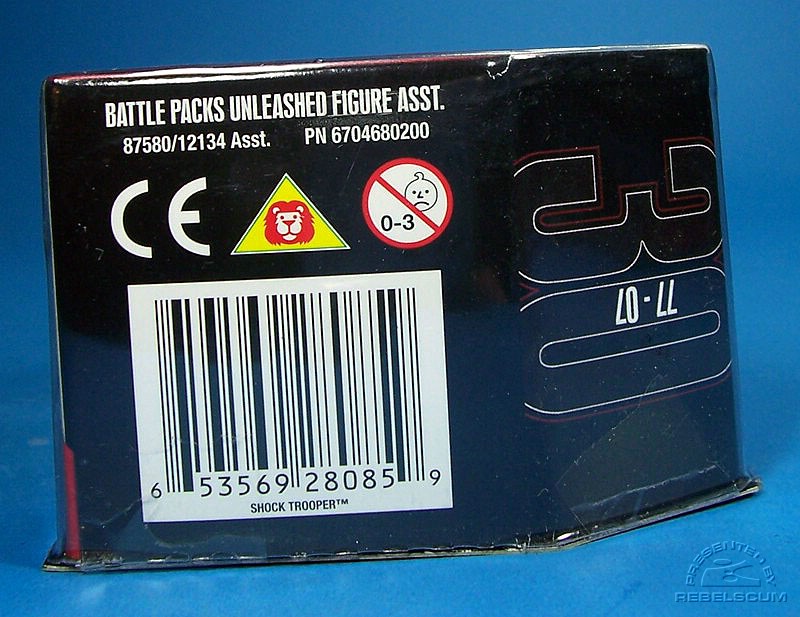 BATTLE PACKS UNLEASHED FIGURE ASST.
87580/12134 Asst. PN 6704680200
CE
0-3
30
77 - 07
6 53569 28085 9
SHOCK TROOPER™
PRESENTED BY
REBELSCUM